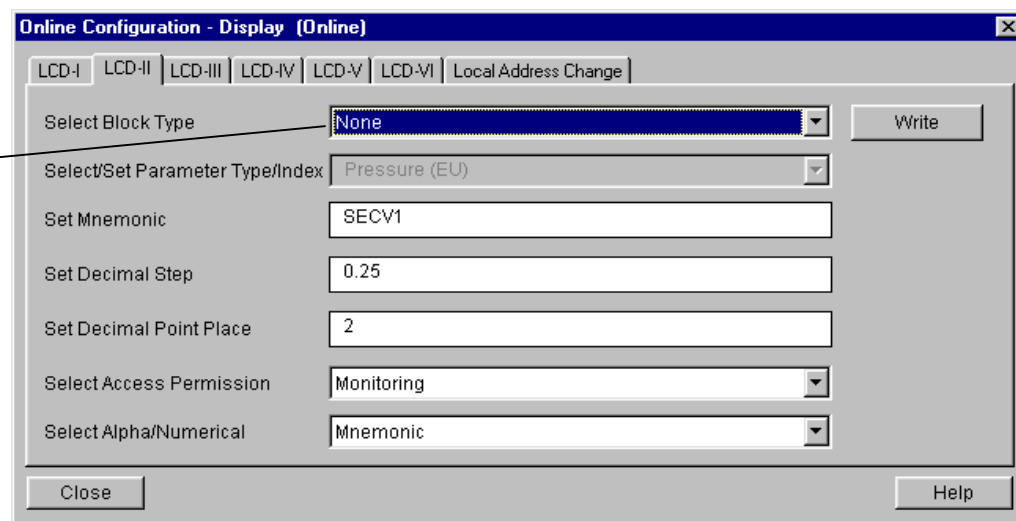 Online Configuration - Display (Online)
LCD-I LCD-II LCD-III LCD-IV LCD-V LCD-VI Local Address Change
Select Block Type None Write
Select/Set Parameter Type/Index Pressure (EU)
Set Mnemonic SECV1
Set Decimal Step 0.25
Set Decimal Point Place 2
Select Access Permission Monitoring
Select Alpha/Numerical Mnemonic
Close Help